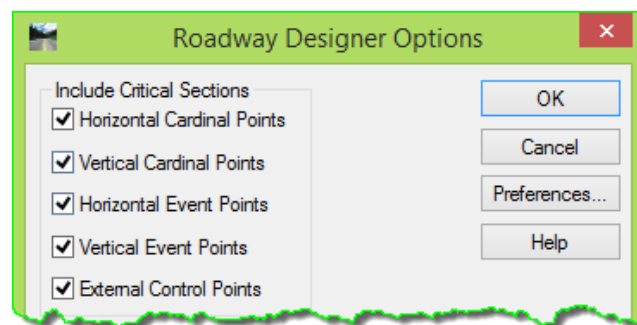 Roadway Designer Options
Include Critical Sections
Horizontal Cardinal Points
Vertical Cardinal Points
Horizontal Event Points
Vertical Event Points
External Control Points
OK
Cancel
Preferences...
Help